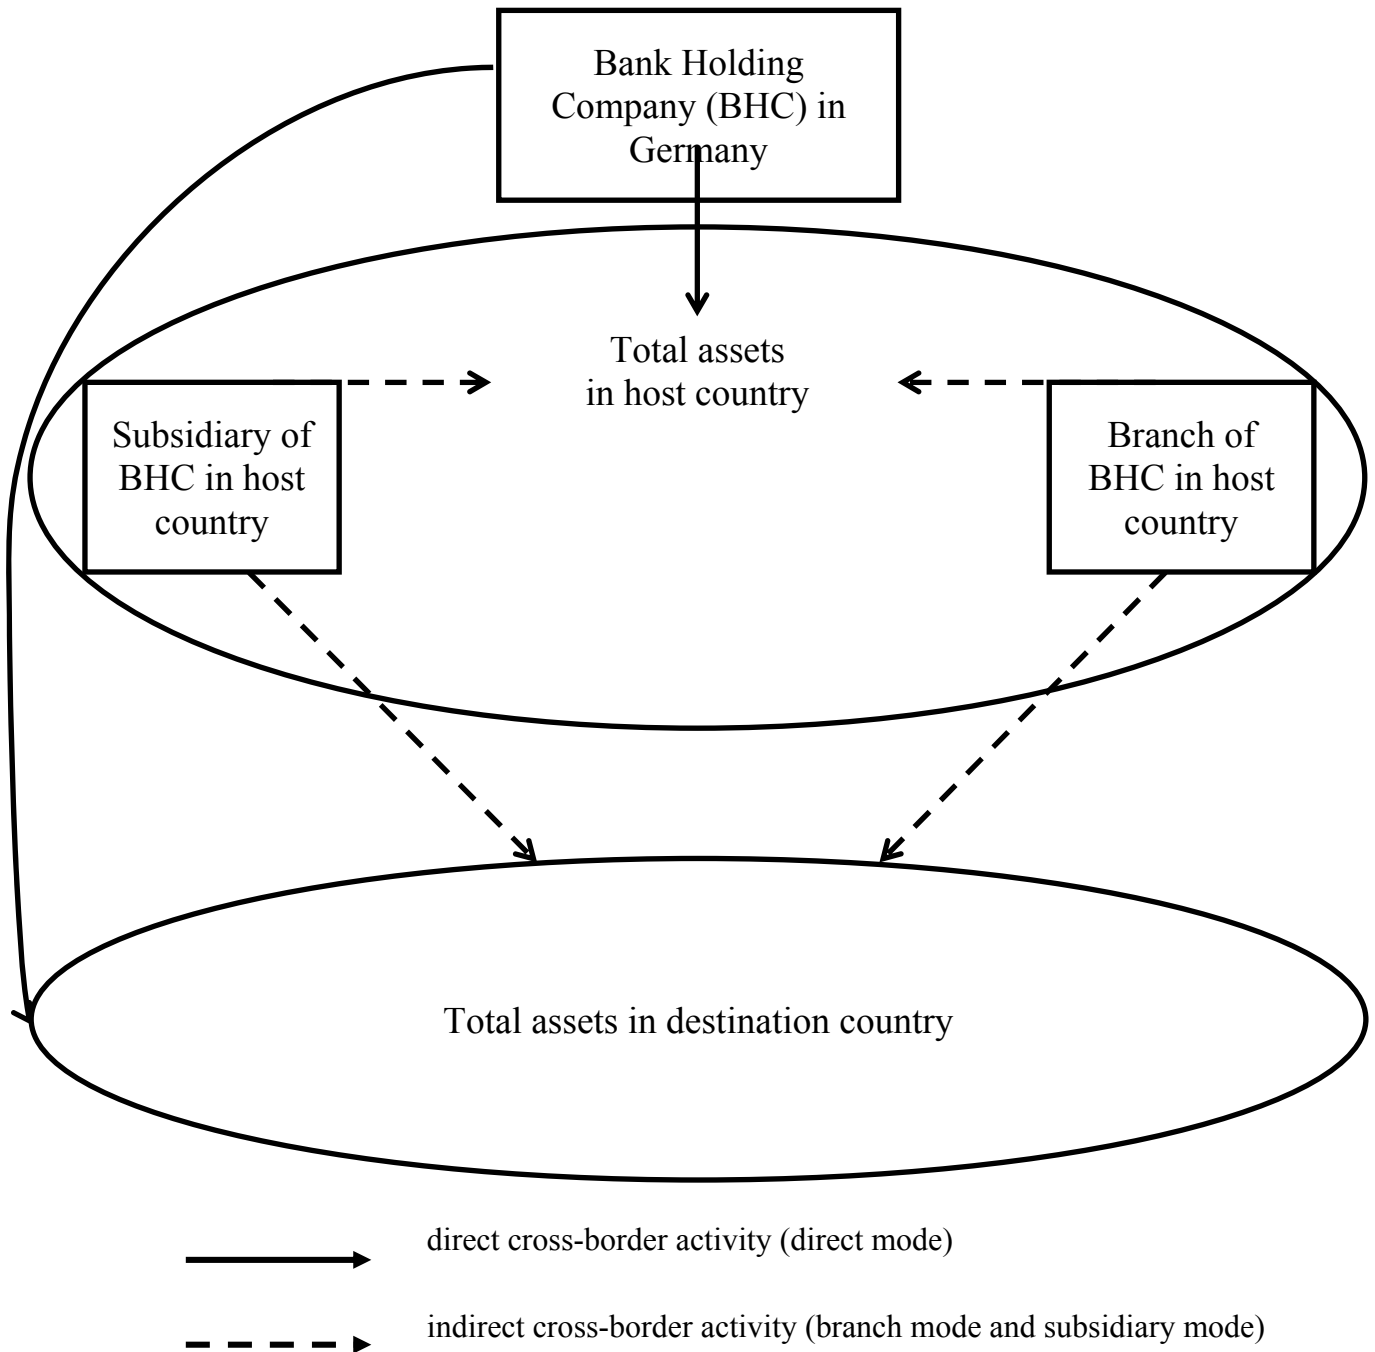 Bank Holding
Company (BHC) in
Germany
Total assets
in host country
Subsidiary of
BHC in host
country
Branch of
BHC in host
country
Total assets in destination country
direct cross-border activity (direct mode)
indirect cross-border activity (branch mode and subsidiary mode)